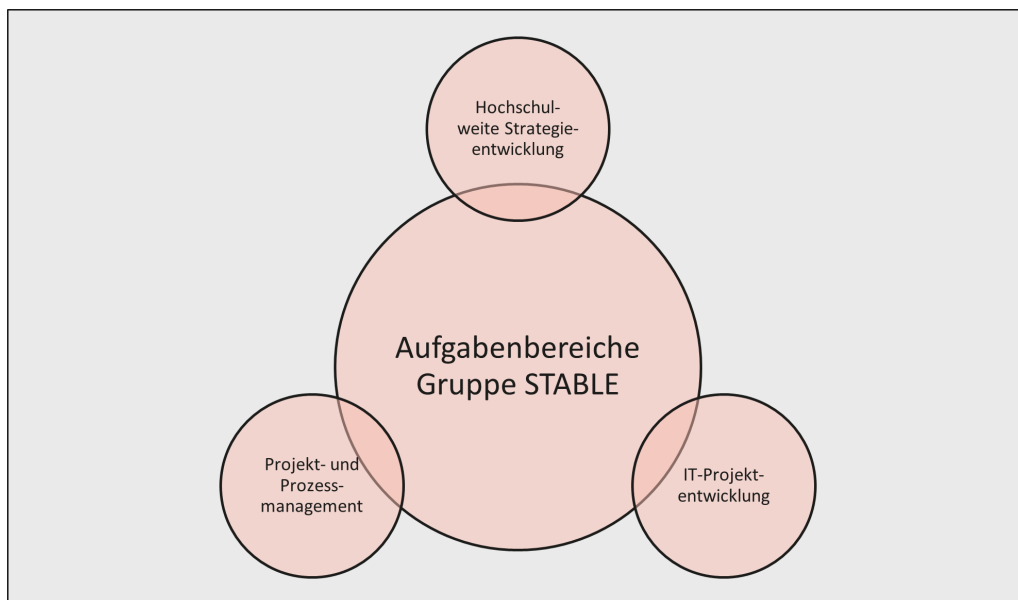 Hochschul-
weite Strategie-
entwicklung
Aufgabenbereiche
Gruppe STABLE
Projekt- und
Prozess-
management
IT-Projekt-
entwicklung